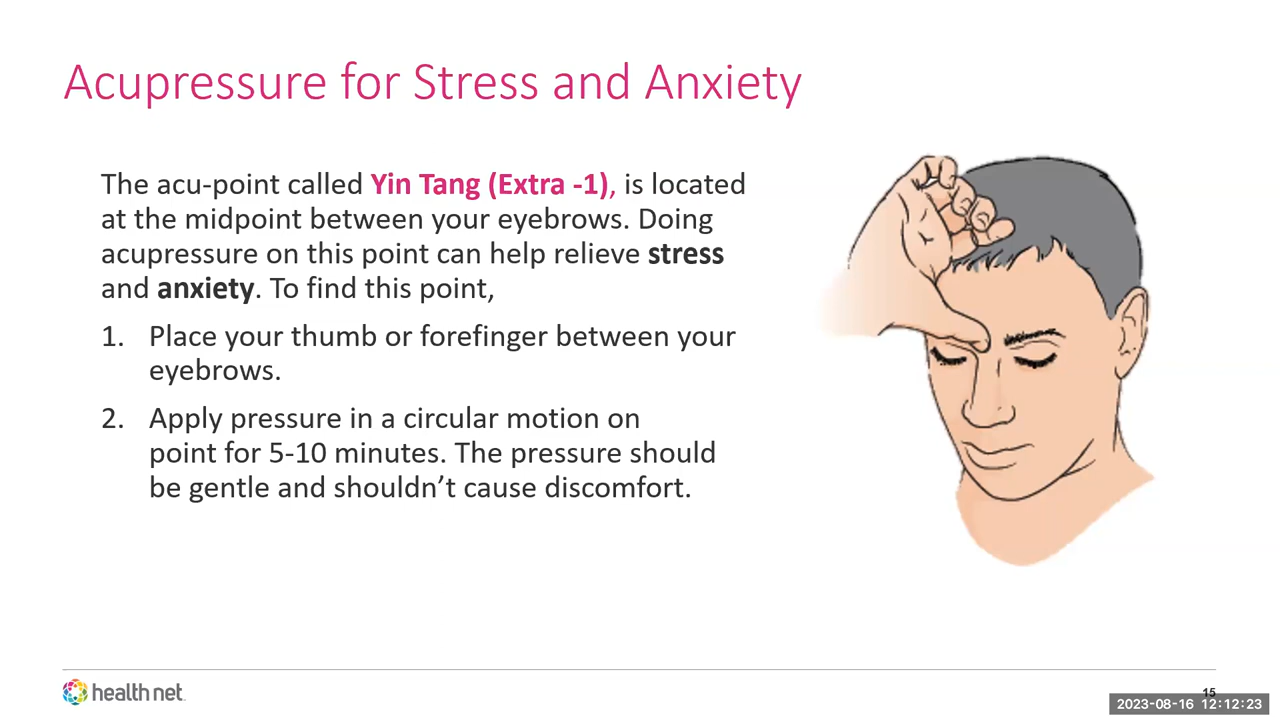 Acupressure for Stress and Anxiety
The acu-point called Yin Tang (Extra -1), is located
at the midpoint between your eyebrows. Doing
acupressure on this point can help relieve stress
and anxiety. To find this point,
1. Place your thumb or forefinger between your
eyebrows.
2. Apply pressure in a circular motion on
point for 5-10 minutes. The pressure should
be gentle and shouldn’t cause discomfort.
health net
15
2023-08-16 12:12:23